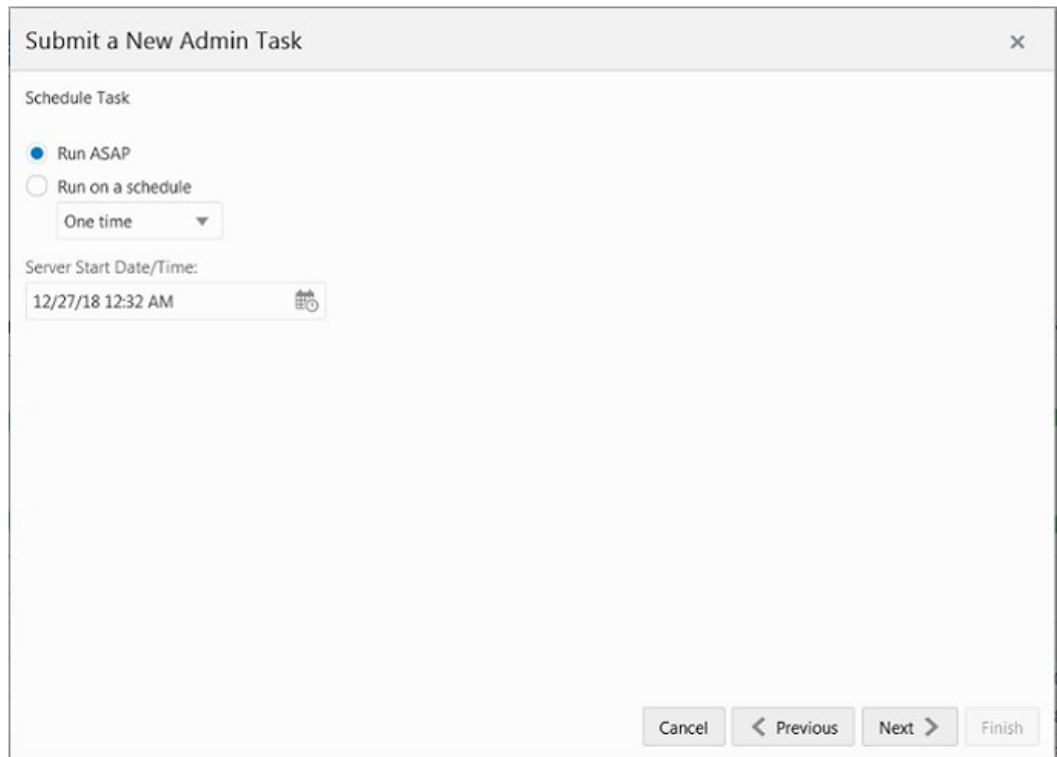 Submit a New Admin Task
Schedule Task
Run ASAP
Run on a schedule
One time
Server Start Date/Time:
12/27/18 12:32 AM
Cancel Previous Next Finish